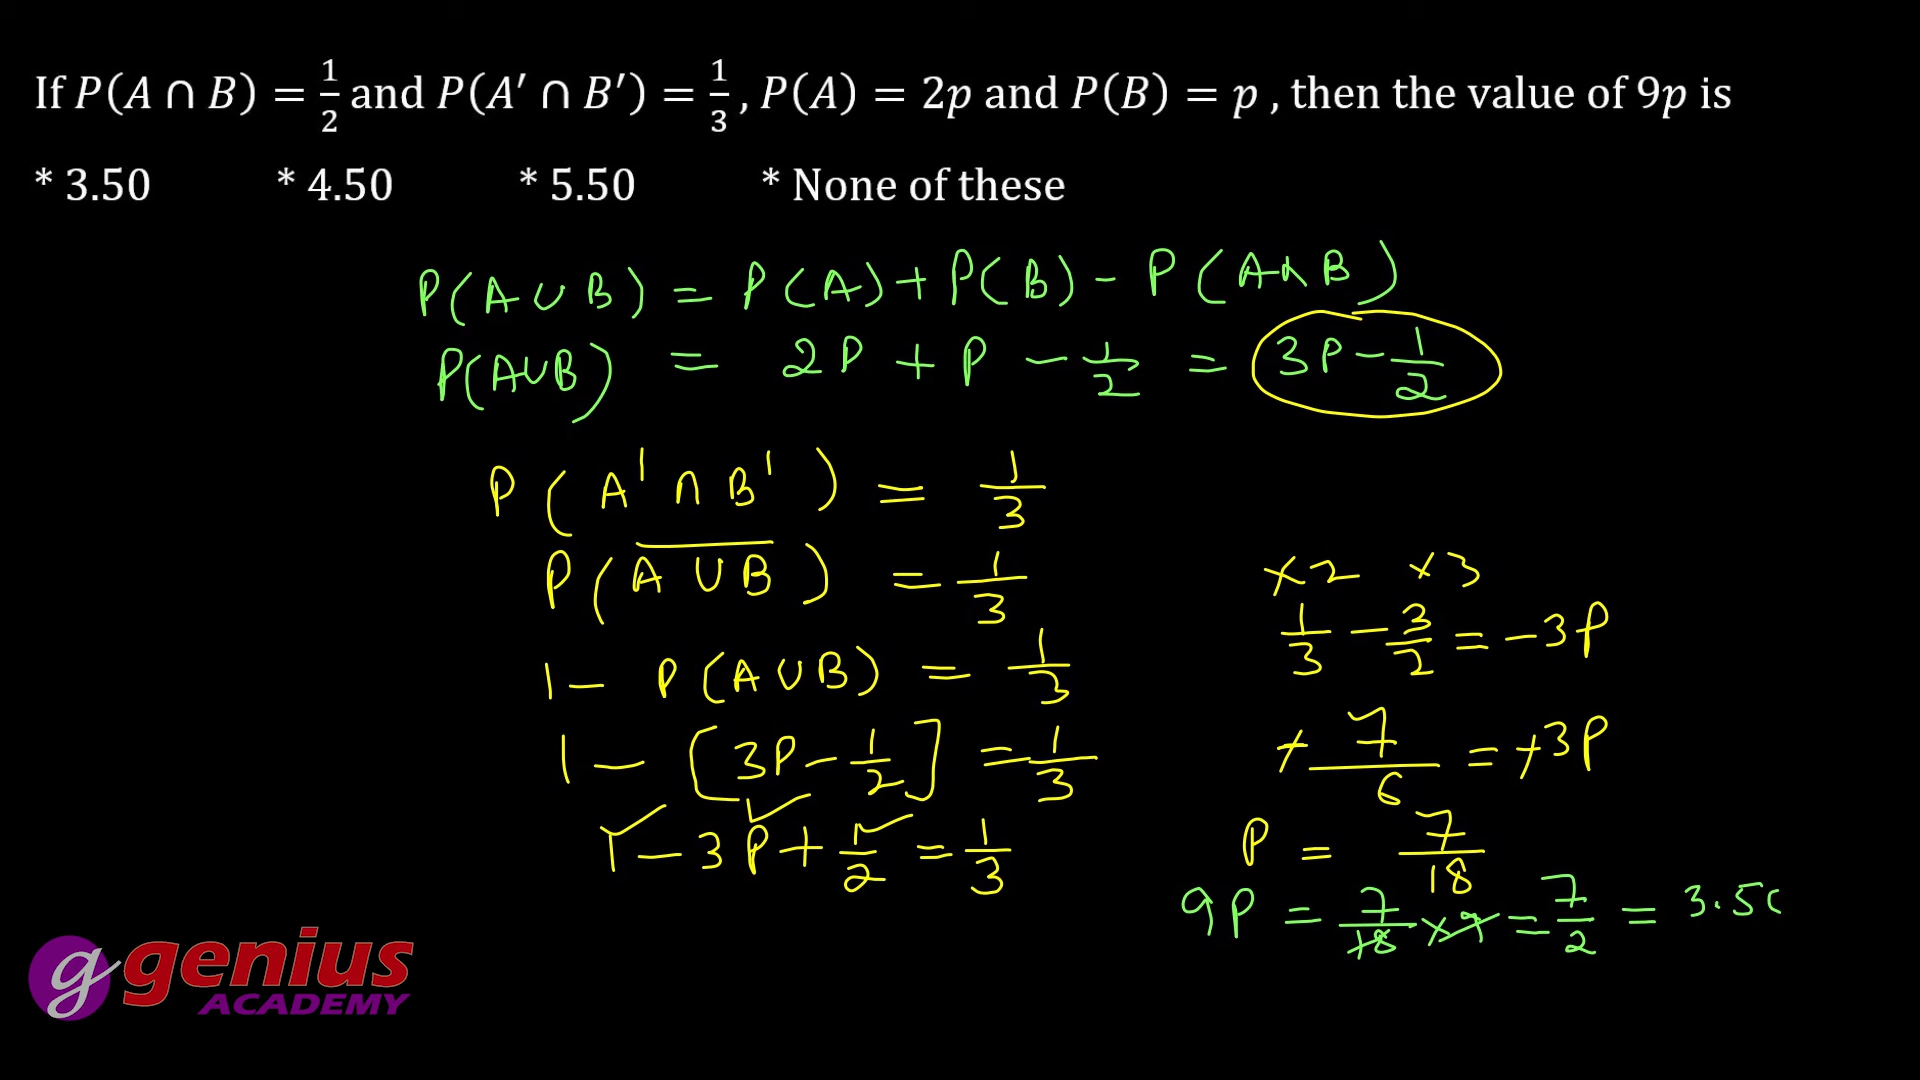 If P(A ∩ B) = 1/2 and P(A′ ∩ B′) = 1/3, P(A) = 2p and P(B) = p, then the value of 9p is
* 3.50 * 4.50 * 5.50 * None of these
P(A ∪ B) = P(A) + P(B) - P(A ∩ B)
P(A∪B) = 2P + P - 1/2 = 3P - 1/2
P(A' ∩ B') = 1/3
P(A̅ ̅∪̅ ̅B̅) = 1/3
1 - P(A ∪ B) = 1/3
1 - [3P - 1/2] = 1/3
1 - 3P + 1/2 = 1/3
×2 ×3
1/3 - 3/2 = -3P
+ 7/6 = +3P
P = 7/18
9P = 7/18 × 9 = 7/2 = 3.50
g genius
ACADEMY